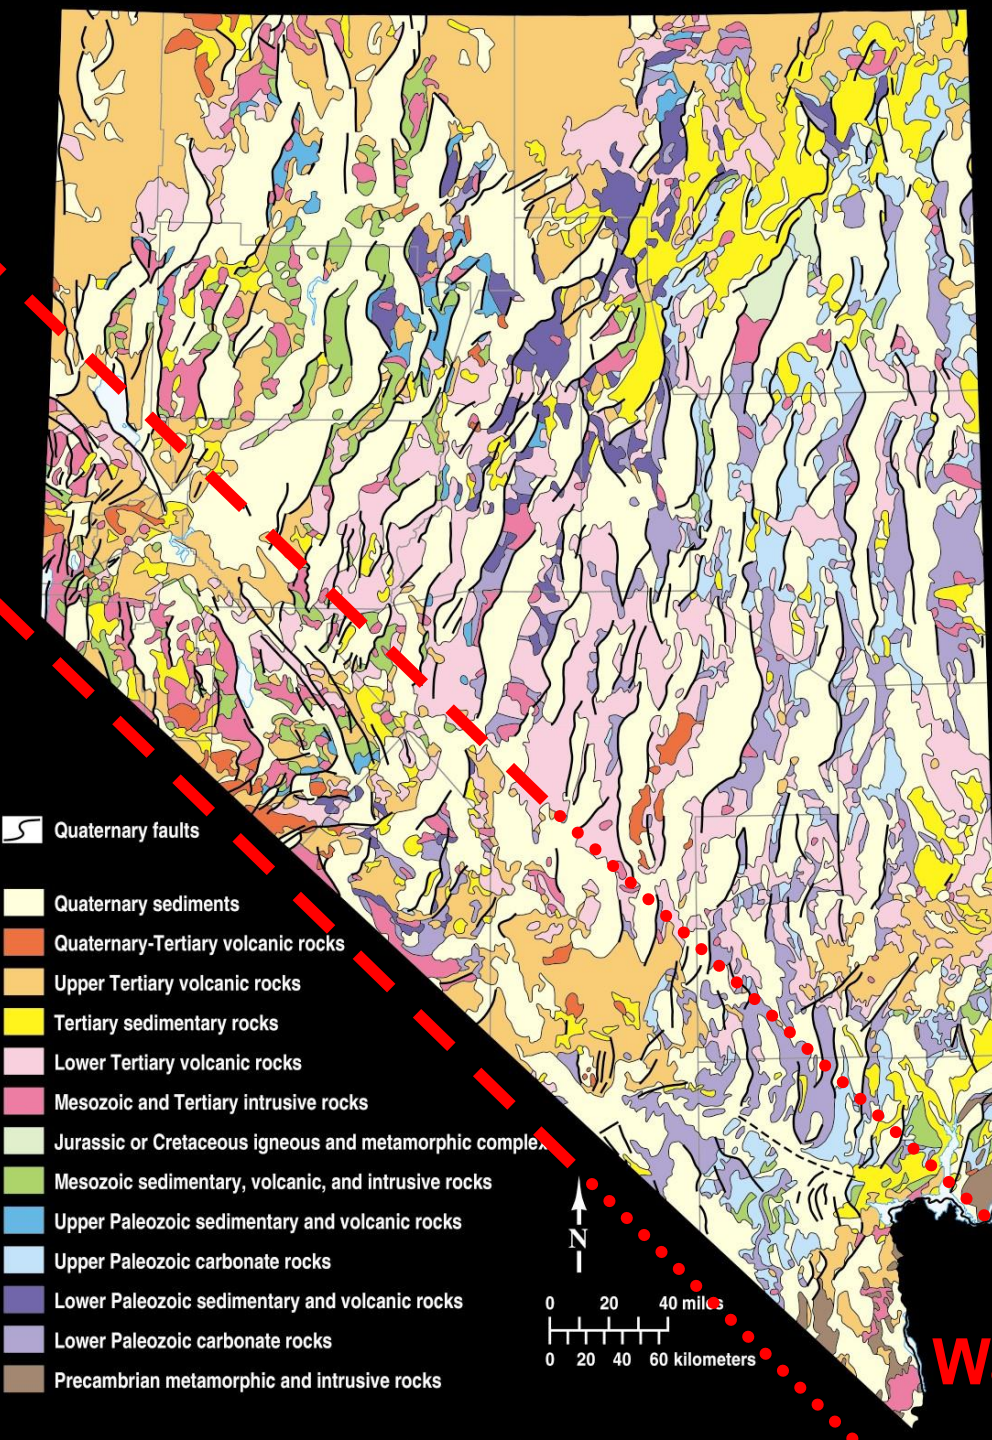 Quaternary faults
Quaternary sediments
Quaternary-Tertiary volcanic rocks
Upper Tertiary volcanic rocks
Tertiary sedimentary rocks
Lower Tertiary volcanic rocks
Mesozoic and Tertiary intrusive rocks
Jurassic or Cretaceous igneous and metamorphic comple
Mesozoic sedimentary, volcanic, and intrusive rocks
Upper Paleozoic sedimentary and volcanic rocks
Upper Paleozoic carbonate rocks
Lower Paleozoic sedimentary and volcanic rocks
Lower Paleozoic carbonate rocks
Precambrian metamorphic and intrusive rocks
N
0 20 40 miles
0 20 40 60 kilometers
W